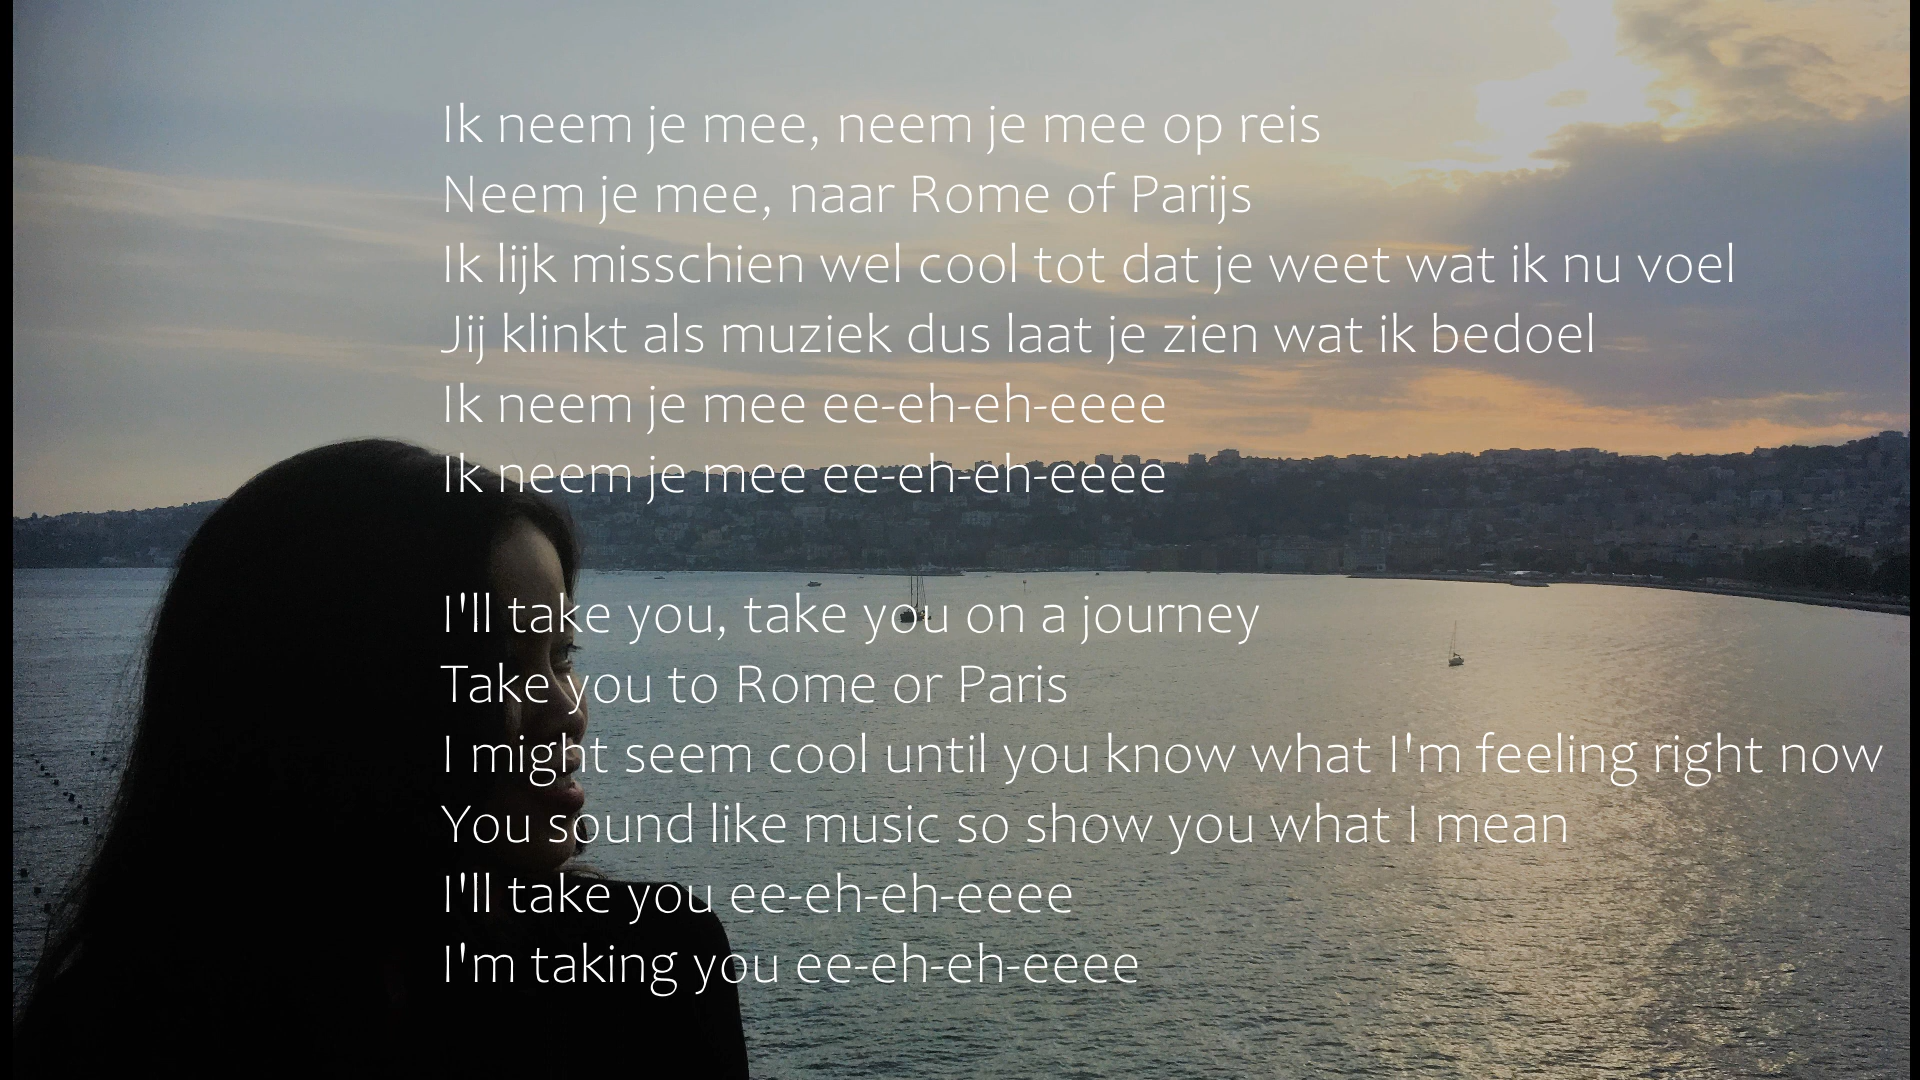 Ik neem je mee, neem je mee op reis
Neem je mee, naar Rome of Parijs
Ik lijk misschien wel cool tot dat je weet wat ik nu voel
Jij klinkt als muziek dus laat je zien wat ik bedoel
Ik neem je mee ee-eh-eh-eeee
Ik neem je mee ee-eh-eh-eeee
I'll take you, take you on a journey
Take you to Rome or Paris
I might seem cool until you know what I'm feeling right now
You sound like music so show you what I mean
I'll take you ee-eh-eh-eeee
I'm taking you ee-eh-eh-eeee